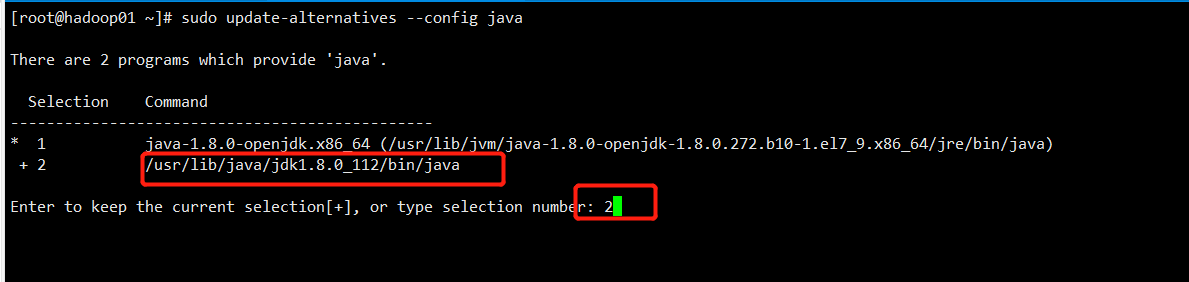 [root@hadoop01 ~]# sudo update-alternatives --config java
There are 2 programs which provide 'java'.
Selection    Command
-----------------------------------------------
*  1           java-1.8.0-openjdk.x86_64 (/usr/lib/jvm/java-1.8.0-openjdk-1.8.0.272.b10-1.el7_9.x86_64/jre/bin/java)
 + 2           /usr/lib/java/jdk1.8.0_112/bin/java
Enter to keep the current selection[+], or type selection number: 2